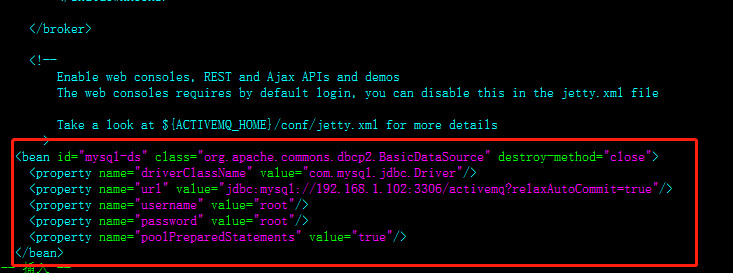 </broker>
<!--
Enable web consoles, REST and Ajax APIs and demos
The web consoles requires by default login, you can disable this in the jetty.xml file
Take a look at ${ACTIVEMQ_HOME}/conf/jetty.xml for more details
<bean id="mysql-ds" class="org.apache.commons.dbcp2.BasicDataSource" destroy-method="close">
<property name="driverClassName" value="com.mysql.jdbc.Driver"/>
<property name="url" value="jdbc:mysql://192.168.1.102:3306/activemq?relaxAutoCommit=true"/>
<property name="username" value="root"/>
<property name="password" value="root"/>
<property name="poolPreparedStatements" value="true"/>
</bean>
-- 插入 --